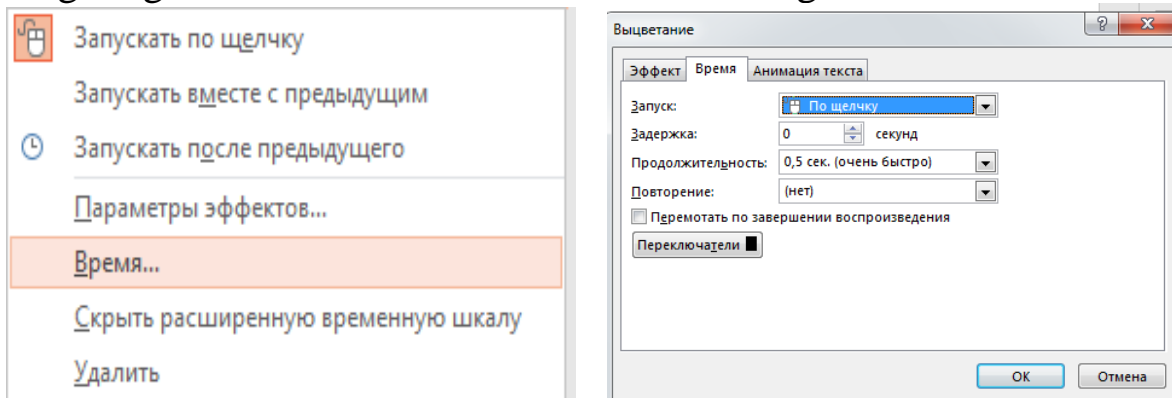 Запускать по щелчку
Запускать вместе с предыдущим
Запускать после предыдущего
Параметры эффектов...
Время...
Скрыть расширенную временную шкалу
Удалить
Выцветание
Эффект Время Анимация текста
Запуск: По щелчку
Задержка: 0 секунд
Продолжительность: 0,5 сек. (очень быстро)
Повторение: (нет)
Перемотать по завершении воспроизведения
Переключатели
ОК Отмена